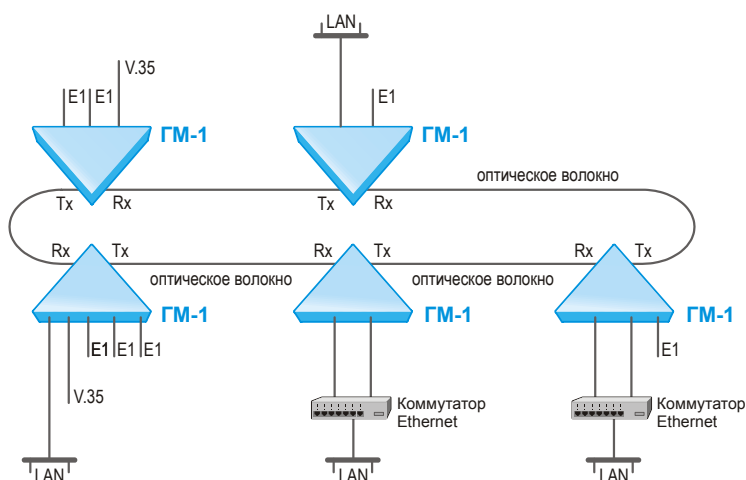 LAN
V.35
E1
E1
E1
ГМ-1
ГМ-1
оптическое волокно
Tx
Rx
Tx
Rx
Rx
Tx
Rx
Tx
Rx
Tx
оптическое волокно
оптическое волокно
ГМ-1
ГМ-1
ГМ-1
E1
E1
E1
E1
V.35
Коммутатор
Ethernet
Коммутатор
Ethernet
LAN
LAN
LAN